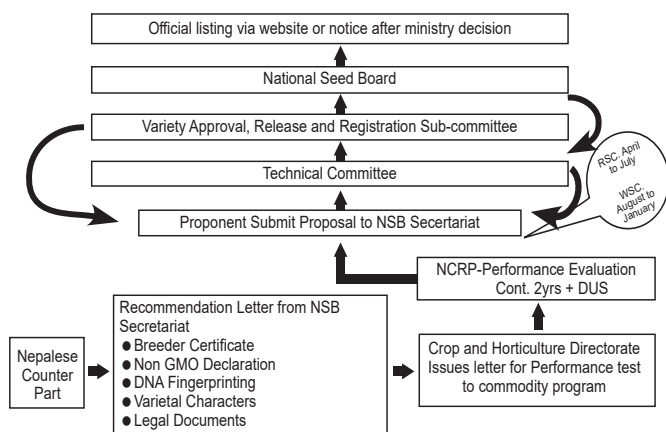 Official listing via website or notice after ministry decision
National Seed Board
Variety Approval, Release and Registration Sub-committee
Technical Committee
Proponent Submit Proposal to NSB Secertariat
RSC. April
to July
WSC.
August to
January
NCRP-Performance Evaluation
Cont. 2yrs + DUS
Nepalese
Counter
Part
Recommendation Letter from NSB
Secretariat
● Breeder Certificate
● Non GMO Declaration
● DNA Fingerprinting
● Varietal Characters
● Legal Documents
Crop and Horticulture Directorate
Issues letter for Performance test
to commodity program